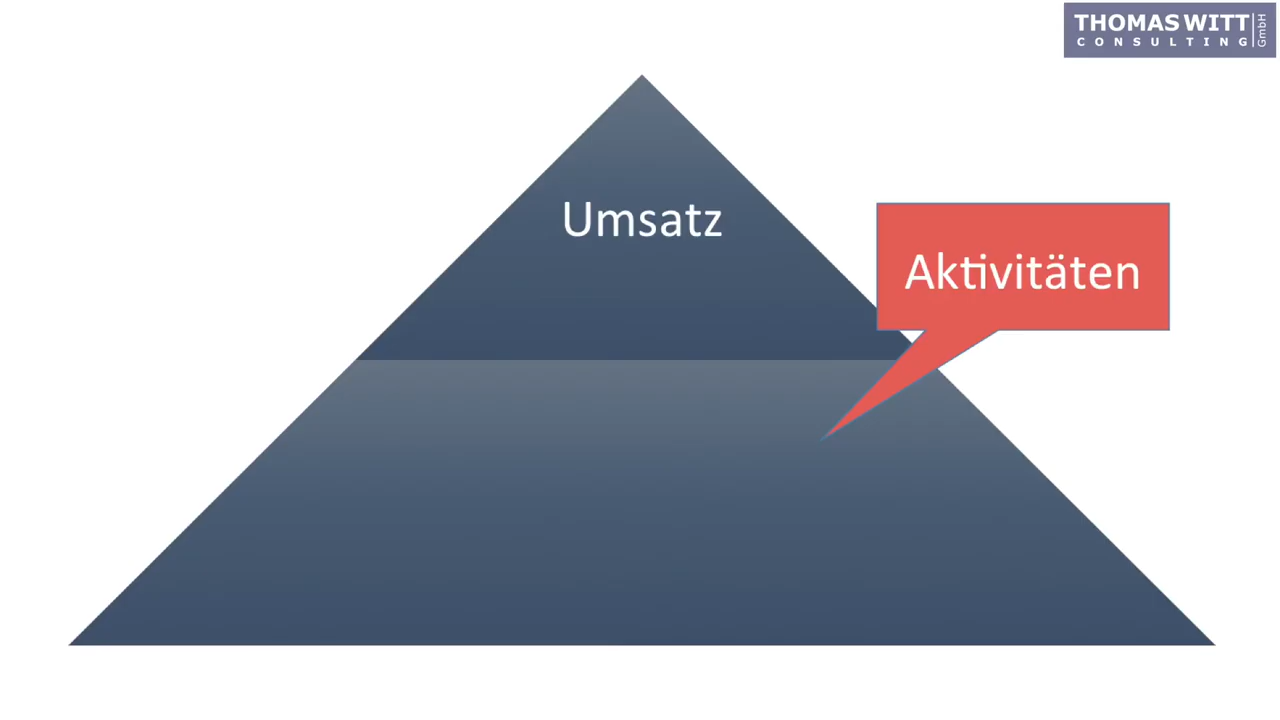 THOMAS WITT
CONSULTING
GmbH
Umsatz
Aktivitäten